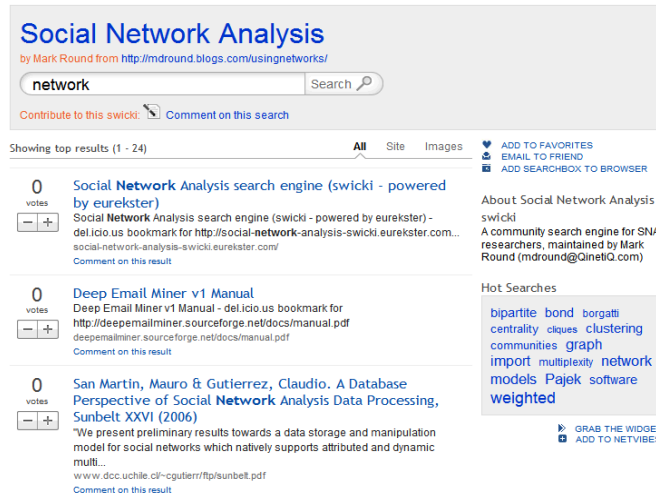 Social Network Analysis
by Mark Round from http://mdround.blogs.com/usingnetworks/
network
Search
Contribute to this swicki: Comment on this search
Showing top results (1 - 24)
All Site Images
0
votes
Social Network Analysis search engine (swicki - powered
by eurekster)
Social Network Analysis search engine (swicki - powered by eurekster) -
del.icio.us bookmark for http://social-network-analysis-swicki.eurekster.com...
social-network-analysis-swicki.eurekster.com/
Comment on this result
0
votes
Deep Email Miner v1 Manual
Deep Email Miner v1 Manual - del.icio.us bookmark for
http://deepemailminer.sourceforge.net/docs/manual.pdf
deepemailminer.sourceforge.net/docs/manual.pdf
Comment on this result
0
votes
San Martin, Mauro & Gutierrez, Claudio. A Database
Perspective of Social Network Analysis Data Processing,
Sunbelt XXVI (2006)
"We present preliminary results towards a data storage and manipulation
model for social networks which natively supports attributed and dynamic
multi...
www.dcc.uchile.cl/~cgutierr/ftp/sunbelt.pdf
Comment on this result
ADD TO FAVORITES
EMAIL TO FRIEND
ADD SEARCHBOX TO BROWSER
About Social Network Analysis
swicki
A community search engine for SNA
researchers, maintained by Mark
Round (mdround@QinetiQ.com)
Hot Searches
bipartite bond borgatti
centrality cliques clustering
communities graph
import multiplexity network
models Pajek software
weighted
GRAB THE WIDGE
ADD TO NETVIBES